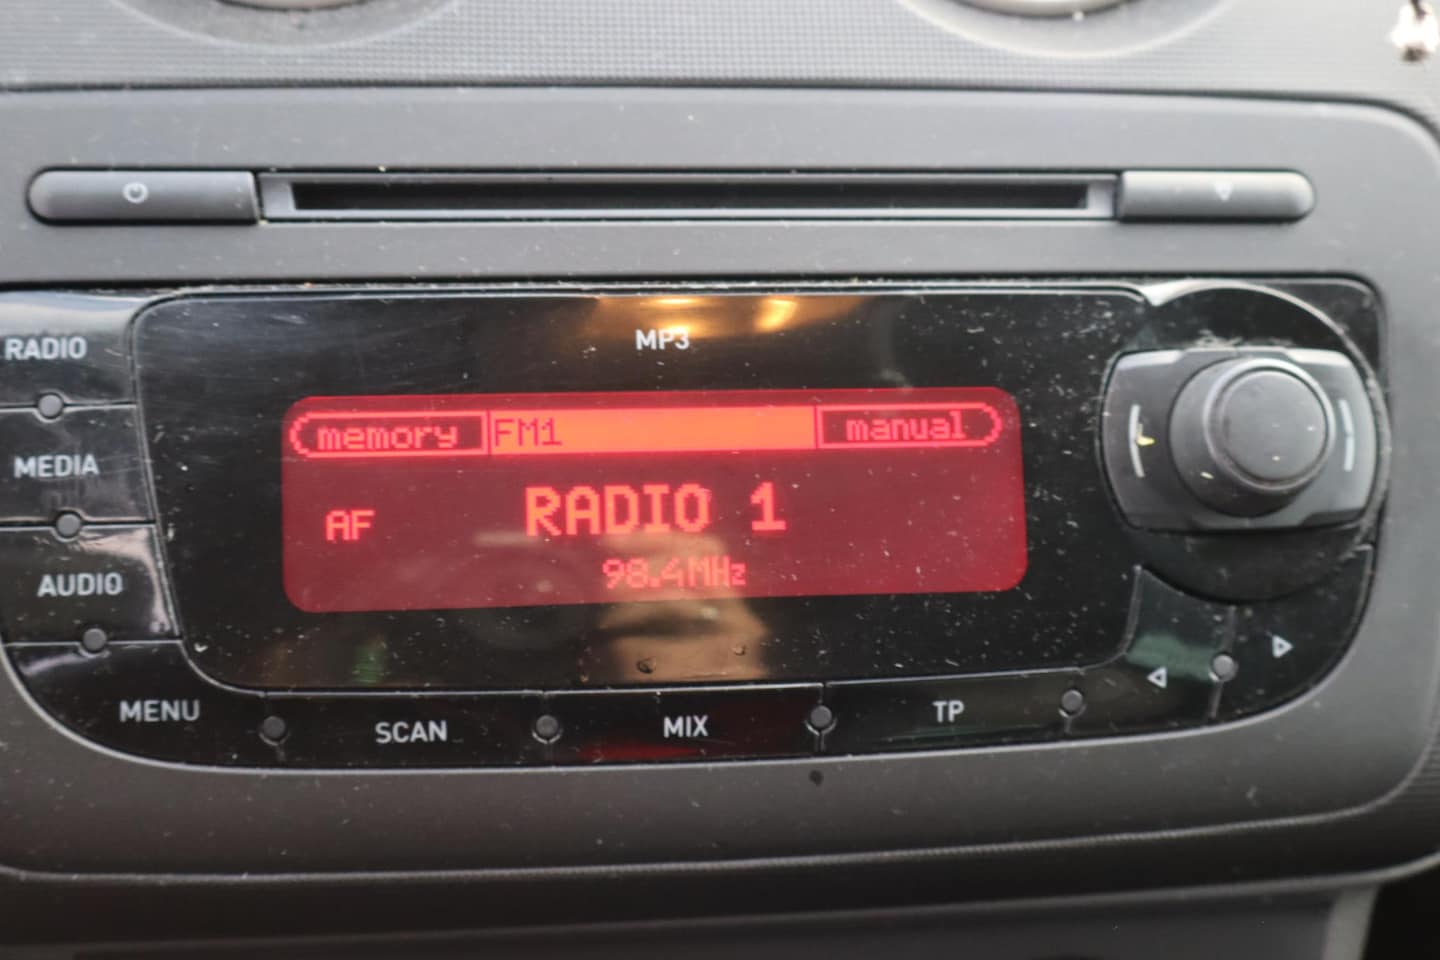 MP3
RADIO
memory FM1 manual
MEDIA
RADIO 1
AF
98.4MHz
AUDIO
MENU
SCAN
MIX
TP